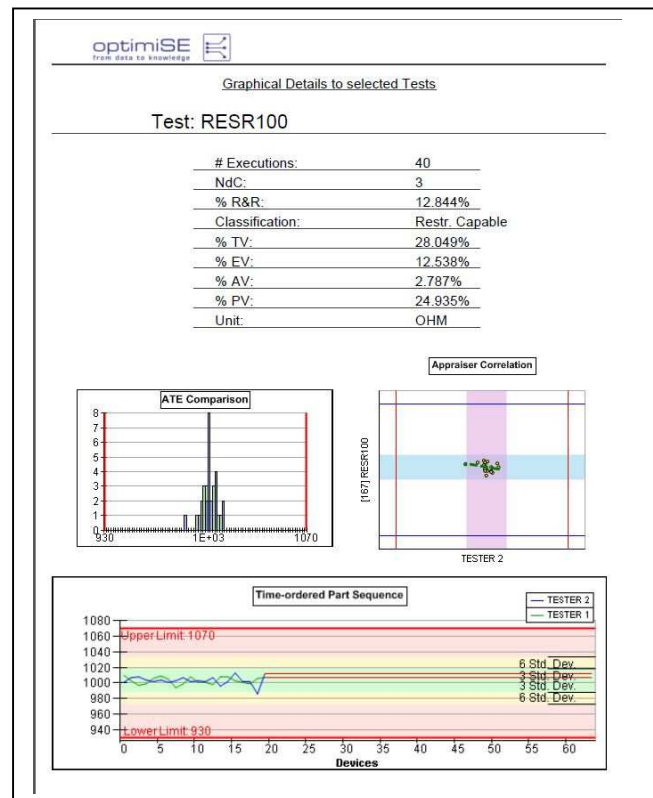 optimiSE
from data to knowledge
Graphical Details to selected Tests
Test: RESR100
# Executions: 40
NdC: 3
% R&R: 12.844%
Classification: Restr. Capable
% TV: 28.049%
% EV: 12.538%
% AV: 2.787%
% PV: 24.935%
Unit: OHM
Appraiser Correlation
ATE Comparison
8
7
6
5
4
3
2
1
0
930 1E+03 1070
[167] RESR100
TESTER 2
Time-ordered Part Sequence
TESTER 2
TESTER 1
1080
1060
1040
1020
1000
980
960
940
Upper Limit: 1070
6 Std. Dev.
3 Std. Dev.
3 Std. Dev.
6 Std. Dev.
Lower Limit: 930
0 5 10 15 20 25 30 35 40 45 50 55 60
Devices